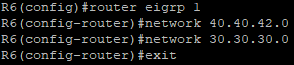 R6(config)#router eigrp 1
R6(config-router)#network 40.40.42.0
R6(config-router)#network 30.30.30.0
R6(config-router)#exit